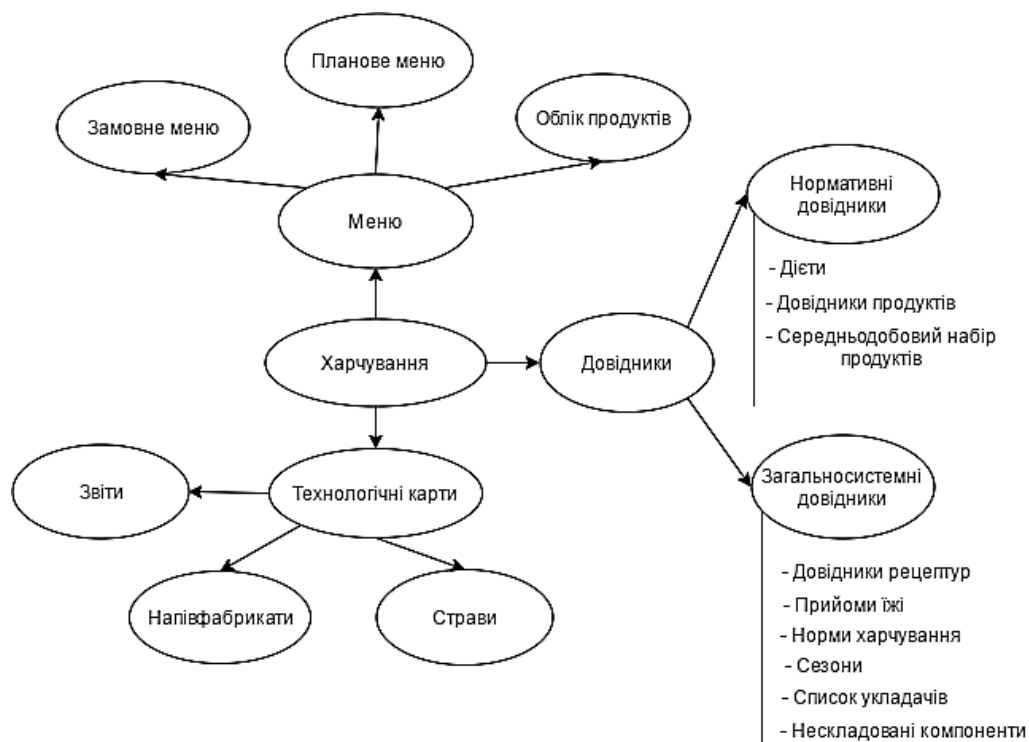 Планове меню
Замовне меню
Облік продуктів
Меню
Нормативні
довідники
- Дієти
- Довідники продуктів
- Середньодобовий набір
продуктів
Харчування
Довідники
Звіти
Технологічні карти
Загальносистемні
довідники
Напівфабрикати
Страви
- Довідники рецептур
- Прийоми їжі
- Норми харчування
- Сезони
- Список укладачів
- Нескладовані компоненти